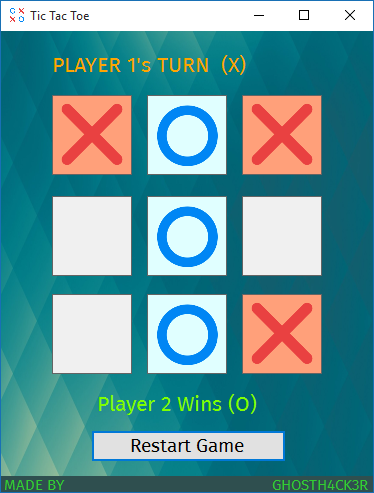 Tic Tac Toe
PLAYER 1's TURN (X)
Player 2 Wins (O)
Restart Game
MADE BY GHOSTH4CK3R